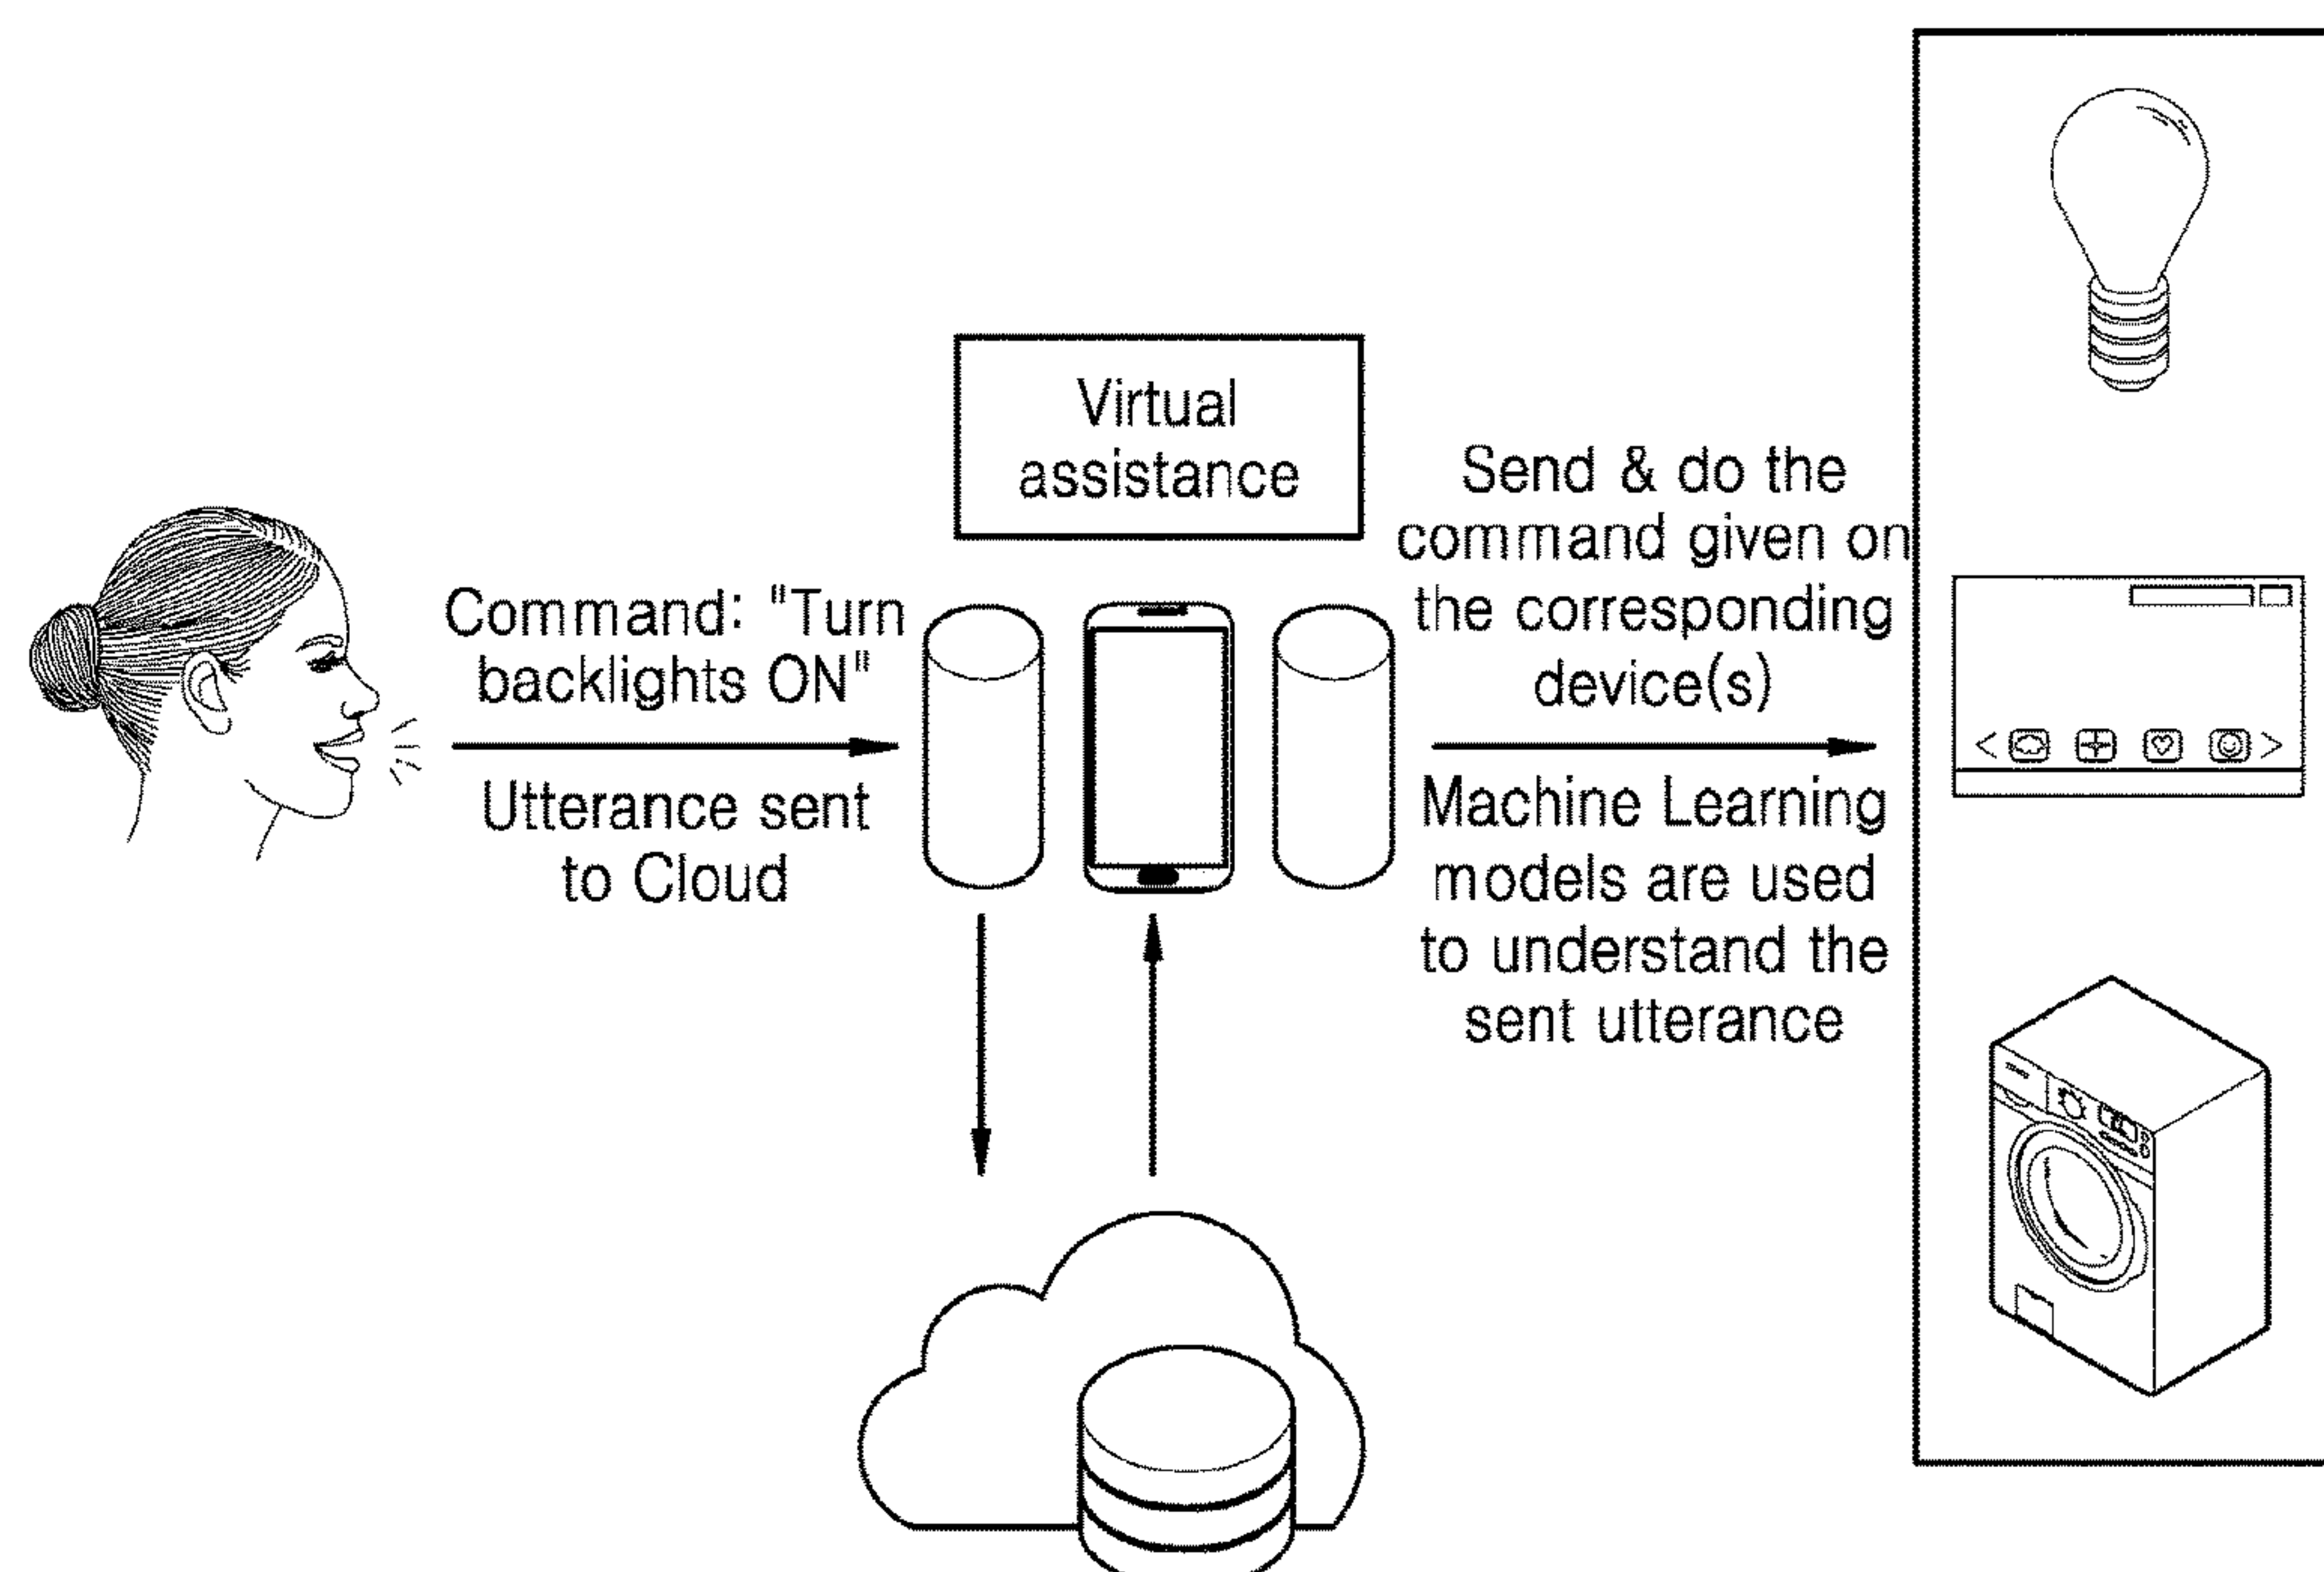 Virtual
assistance
Command: "Turn
backlights ON"
Utterance sent
to Cloud
Send & do the
command given on
the corresponding
device(s)
Machine Learning
models are used
to understand the
sent utterance